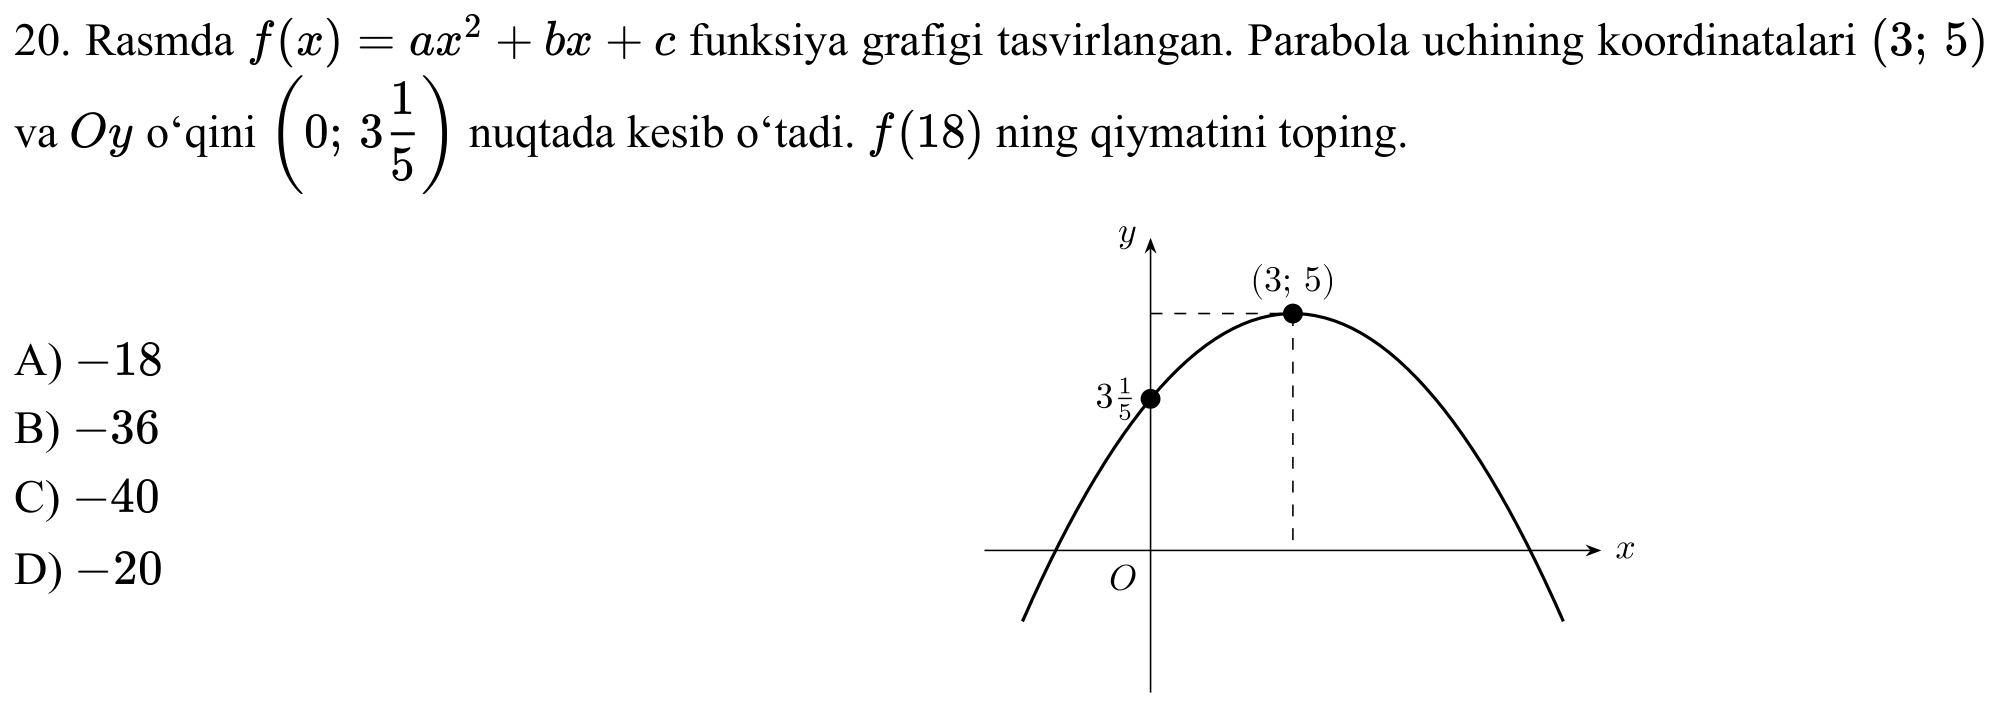 20. Rasmda f(x) = ax² + bx + c funksiya grafigi tasvirlangan. Parabola uchining koordinatalari (3; 5)
va Oy o‘qini (0; 3 1/5) nuqtada kesib o‘tadi. f(18) ning qiymatini toping.
y
(3; 5)
A) −18
3 1/5
B) −36
C) −40
x
D) −20
O